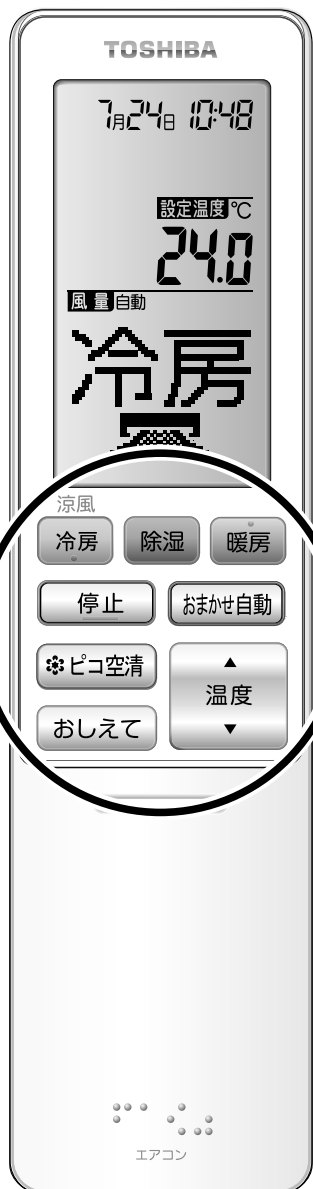 TOSHIBA
7月24日 10:48
設定温度 ℃
24.0
風量 自動
冷房
涼風
冷房 除湿 暖房
停止 おまかせ自動
ピコ空清
▲
温度
▼
おしえて
エアコン